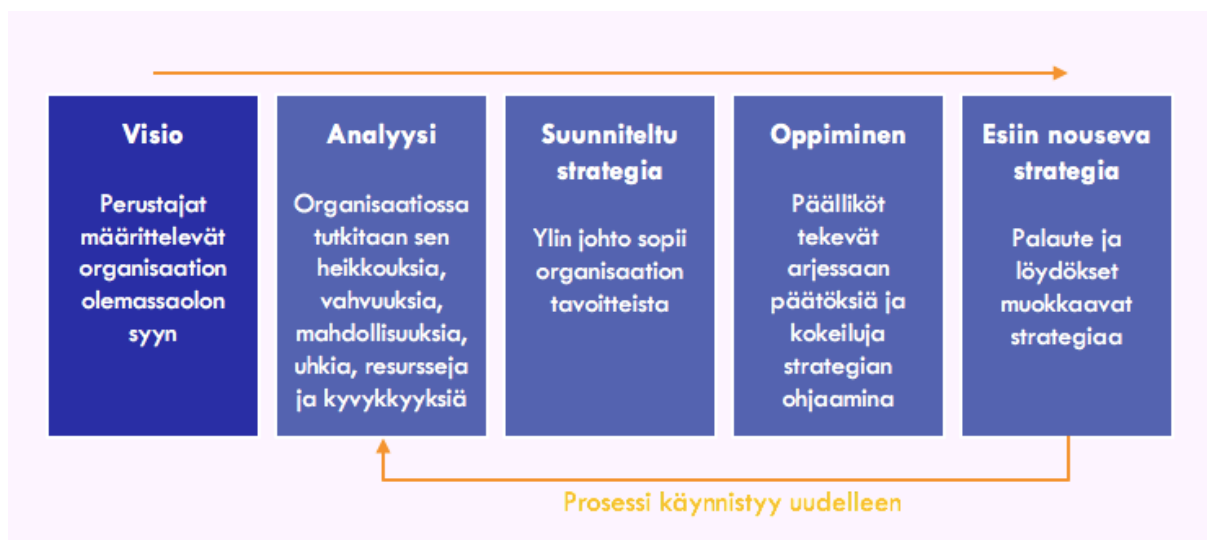 Visio
Perustajat
määrittelevät
organisaation
olemassaolon
syyn
Analyysi
Organisaatiossa
tutkitaan sen
heikkouksia,
vahvuuksia,
mahdollisuuksia,
uhkia, resursseja
ja kyvykkyyksiä
Suunniteltu
strategia
Ylin johto sopii
organisaation
tavoitteista
Oppiminen
Päälliköt
tekevät
arjessaan
päätöksiä ja
kokeiluja
strategian
ohjaamina
Esiin nouseva
strategia
Palaute ja
löydökset
muokkaavat
strategiaa
Prosessi käynnistyy uudelleen